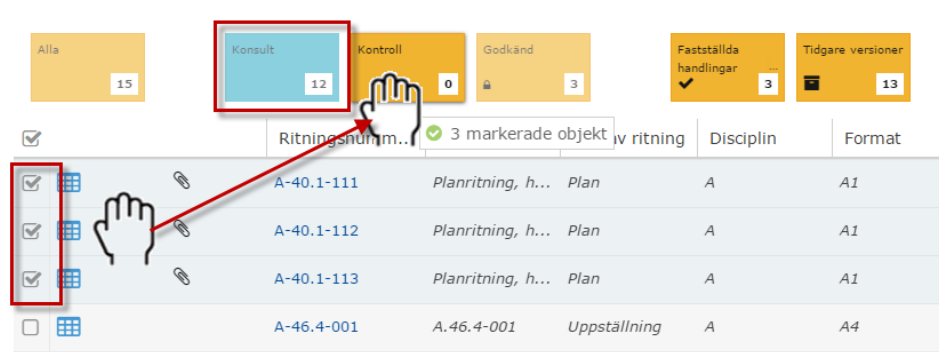 Alla
15
Konsult
12
Kontroll
0
Godkänd
3
Fastställda
handlingar ...
3
Tidgare versioner
13
Ritningsnumm... av ritning Disciplin Format
3 markerade objekt
A-40.1-111 Planritning, h... Plan A A1
A-40.1-112 Planritning, h... Plan A A1
A-40.1-113 Planritning, h... Plan A A1
A-46.4-001 A.46.4-001 Uppställning A A4